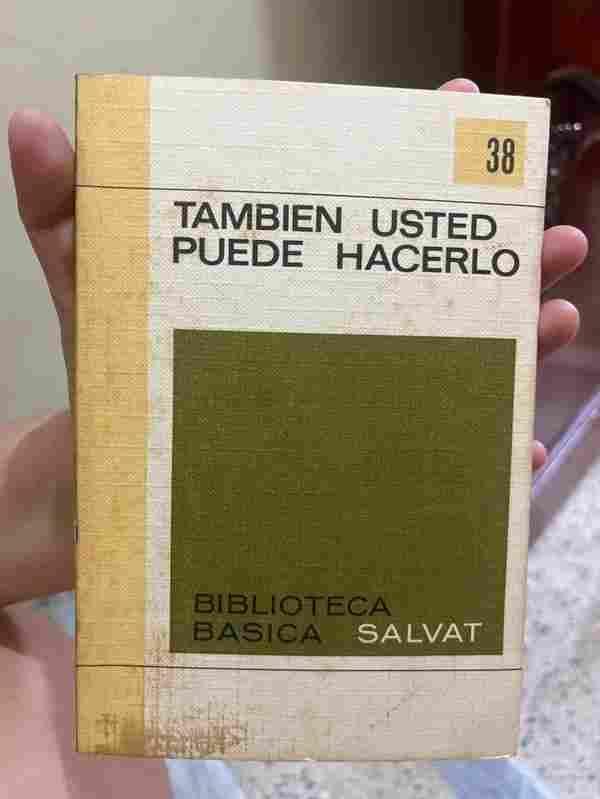 38
TAMBIEN USTED
PUEDE HACERLO
BIBLIOTECA
BASICA SALVAT